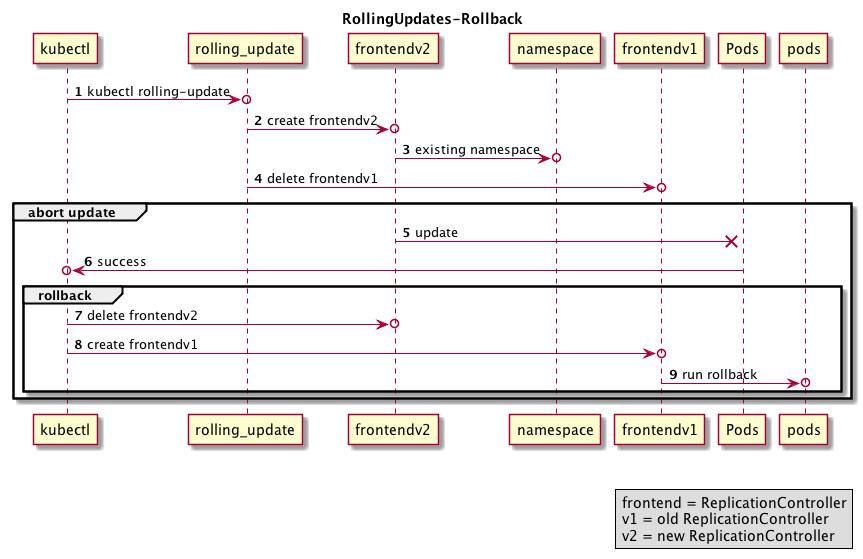 RollingUpdates-Rollback
kubectl rolling_update frontendv2 namespace frontendv1 Pods pods
1 kubectl rolling-update
2 create frontendv2
3 existing namespace
4 delete frontendv1
abort update
5 update
6 success
rollback
7 delete frontendv2
8 create frontendv1
9 run rollback
kubectl rolling_update frontendv2 namespace frontendv1 Pods pods
frontend = ReplicationController
v1 = old ReplicationController
v2 = new ReplicationController